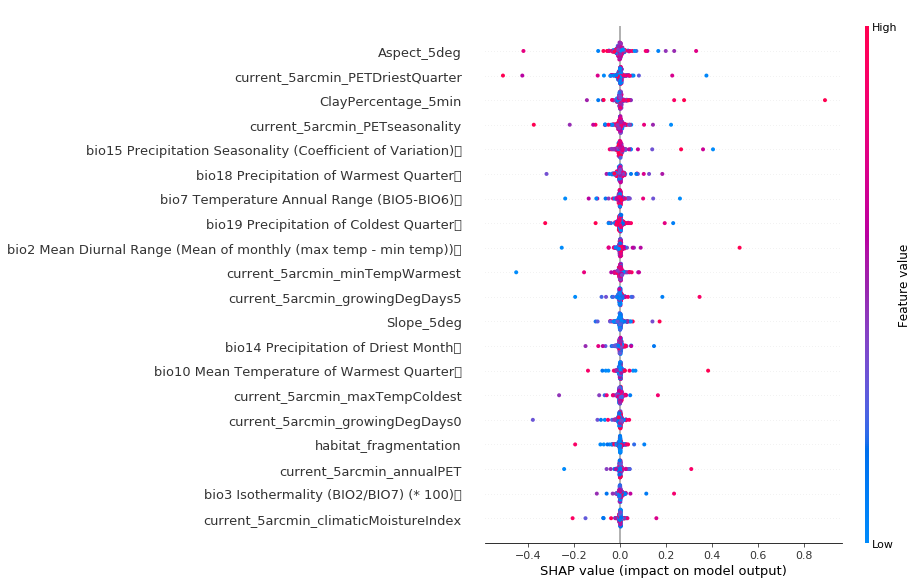 High
Aspect_5deg
current_5arcmin_PETDriestQuarter
ClayPercentage_5min
current_5arcmin_PETseasonality
bio15 Precipitation Seasonality (Coefficient of Variation)
bio18 Precipitation of Warmest Quarter
bio7 Temperature Annual Range (BIO5-BIO6)
bio19 Precipitation of Coldest Quarter
bio2 Mean Diurnal Range (Mean of monthly (max temp - min temp))
current_5arcmin_minTempWarmest
current_5arcmin_growingDegDays5
Slope_5deg
bio14 Precipitation of Driest Month
bio10 Mean Temperature of Warmest Quarter
current_5arcmin_maxTempColdest
current_5arcmin_growingDegDays0
habitat_fragmentation
current_5arcmin_annualPET
bio3 Isothermality (BIO2/BIO7) (* 100)
current_5arcmin_climaticMoistureIndex
Feature value
Low
−0.4 −0.2 0.0 0.2 0.4 0.6 0.8
SHAP value (impact on model output)